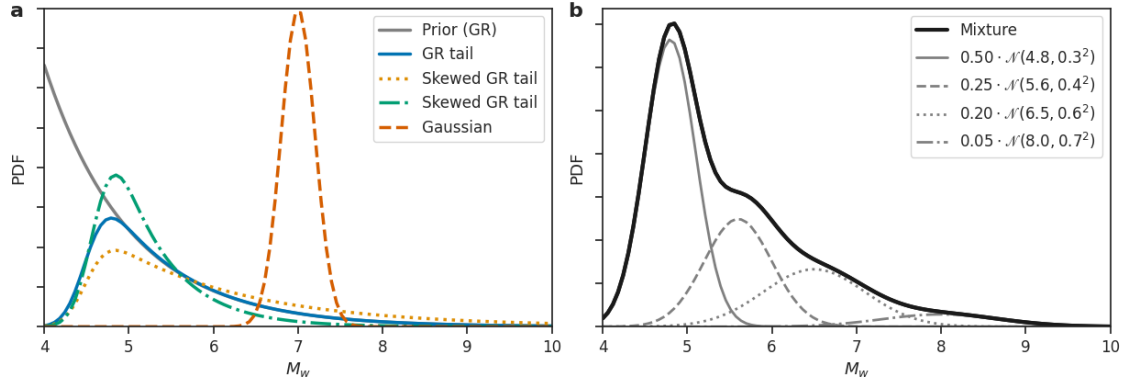 a
Prior (GR)
GR tail
Skewed GR tail
Skewed GR tail
Gaussian
PDF
4 5 6 7 8 9 10
M_w
b
Mixture
0.50 · 𝒩(4.8, 0.3²)
0.25 · 𝒩(5.6, 0.4²)
0.20 · 𝒩(6.5, 0.6²)
0.05 · 𝒩(8.0, 0.7²)
PDF
4 5 6 7 8 9 10
M_w